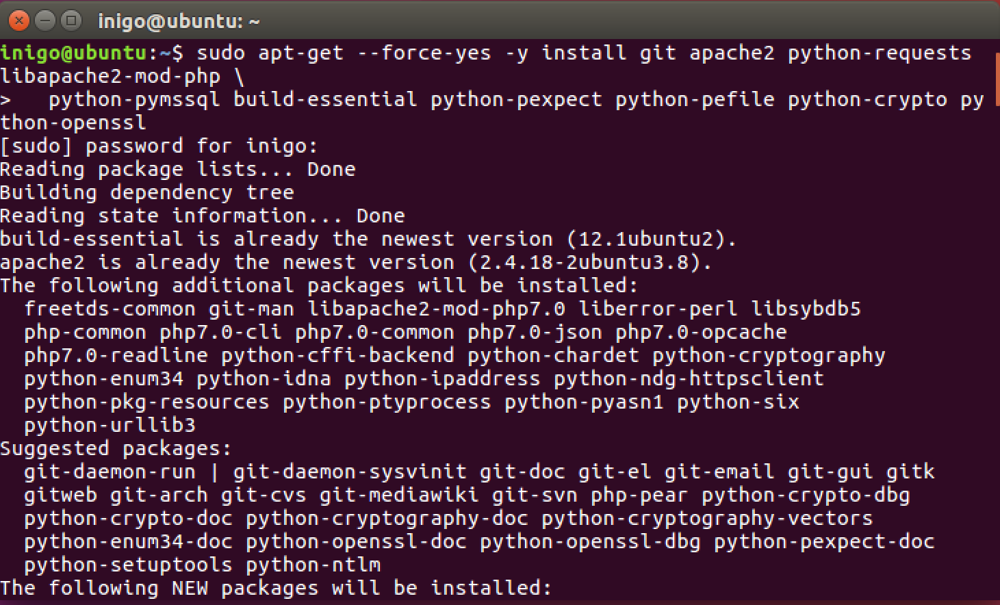 inigo@ubuntu: ~
inigo@ubuntu:~$ sudo apt-get --force-yes -y install git apache2 python-requests
libapache2-mod-php \
>   python-pymssql build-essential python-pexpect python-pefile python-crypto py
thon-openssl
[sudo] password for inigo:
Reading package lists... Done
Building dependency tree
Reading state information... Done
build-essential is already the newest version (12.1ubuntu2).
apache2 is already the newest version (2.4.18-2ubuntu3.8).
The following additional packages will be installed:
  freetds-common git-man libapache2-mod-php7.0 liberror-perl libsybdb5
  php-common php7.0-cli php7.0-common php7.0-json php7.0-opcache
  php7.0-readline python-cffi-backend python-chardet python-cryptography
  python-enum34 python-idna python-ipaddress python-ndg-httpsclient
  python-pkg-resources python-ptyprocess python-pyasn1 python-six
  python-urllib3
Suggested packages:
  git-daemon-run | git-daemon-sysvinit git-doc git-el git-email git-gui gitk
  gitweb git-arch git-cvs git-mediawiki git-svn php-pear python-crypto-dbg
  python-crypto-doc python-cryptography-doc python-cryptography-vectors
  python-enum34-doc python-openssl-doc python-openssl-dbg python-pexpect-doc
  python-setuptools python-ntlm
The following NEW packages will be installed: